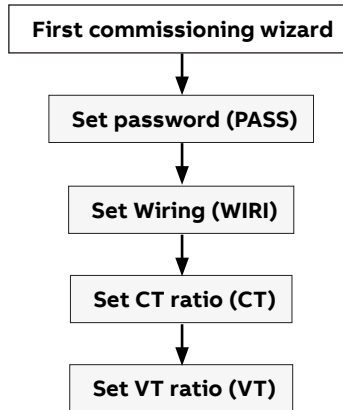 First commissioning wizard
Set password (PASS)
Set Wiring (WIRI)
Set CT ratio (CT)
Set VT ratio (VT)